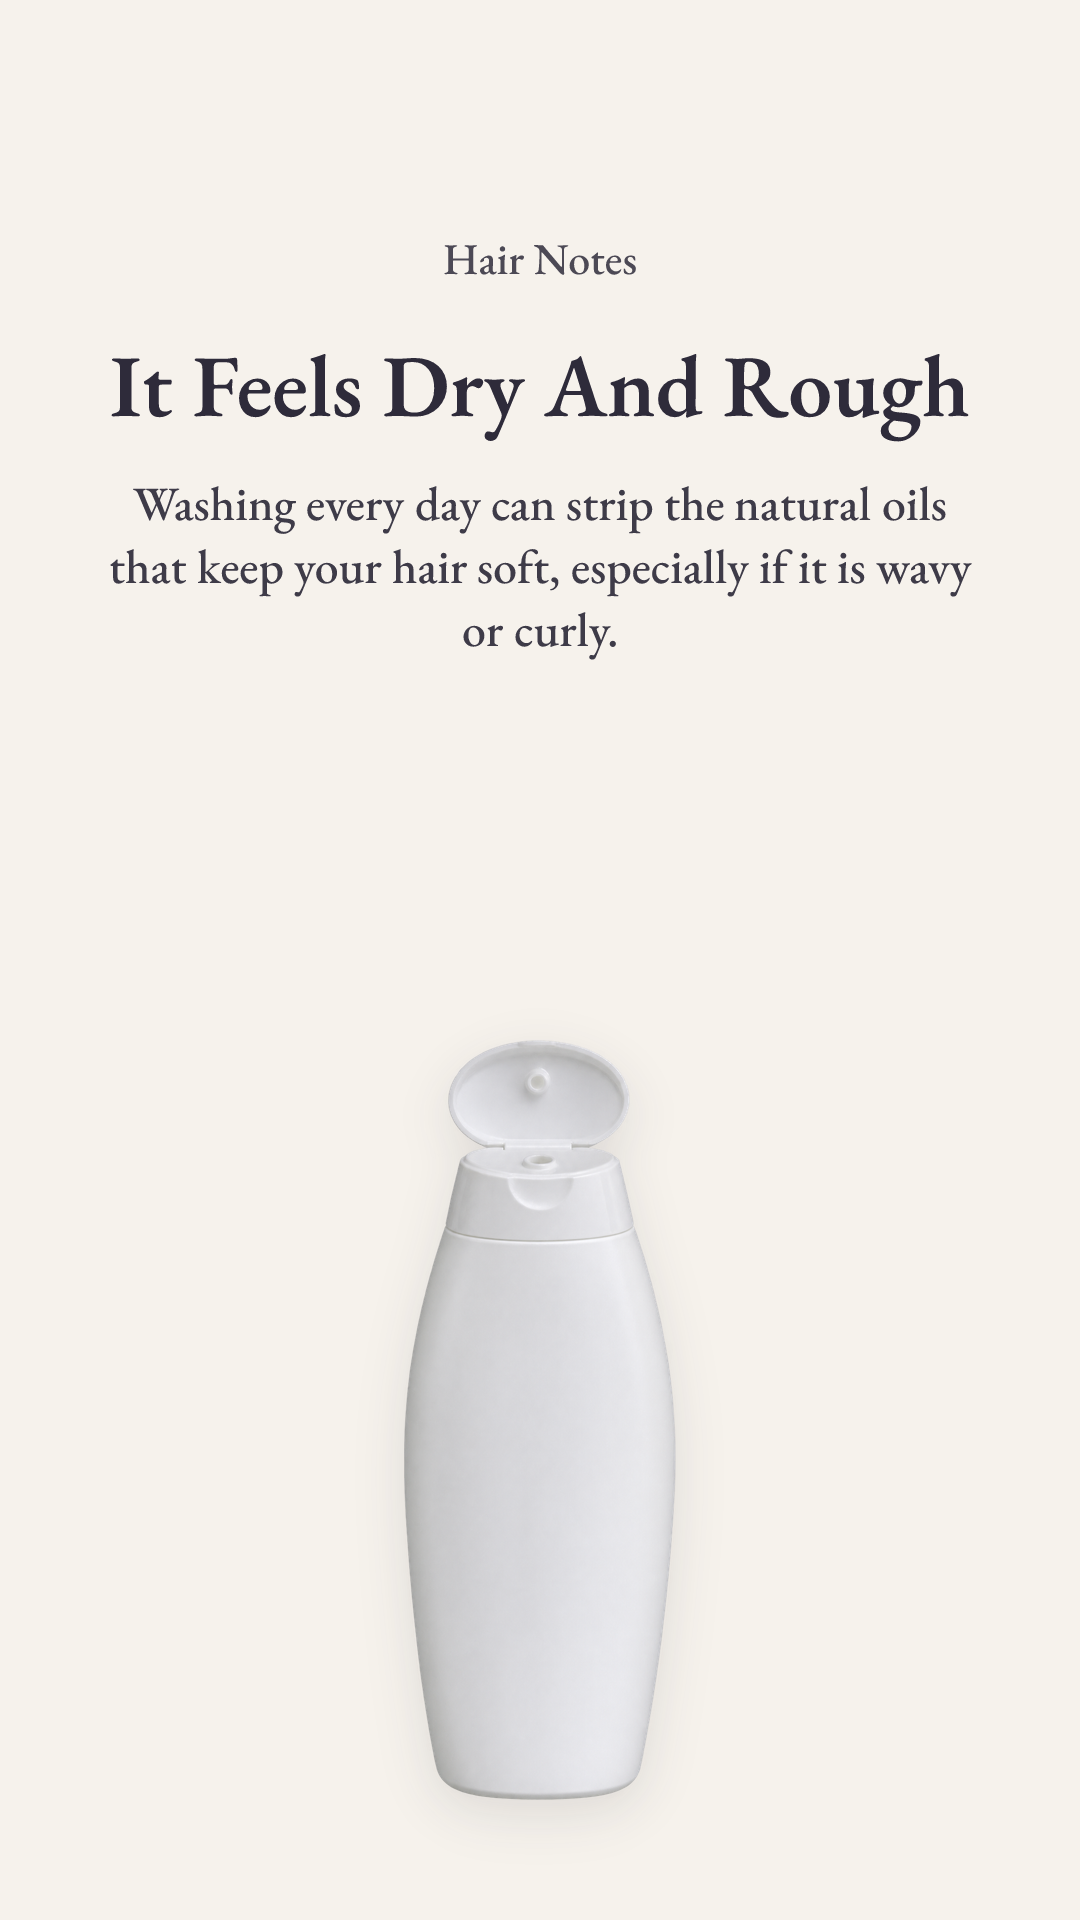 Hair Notes
It Feels Dry And Rough
Washing every day can strip the natural oils
that keep your hair soft, especially if it is wavy
or curly.